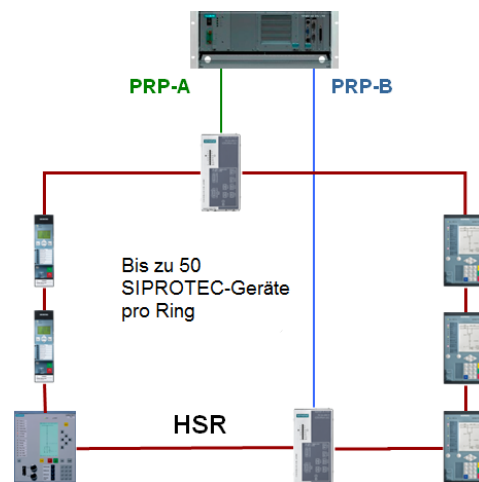 PRP-A
PRP-B
Bis zu 50
SIPROTEC-Geräte
pro Ring
HSR